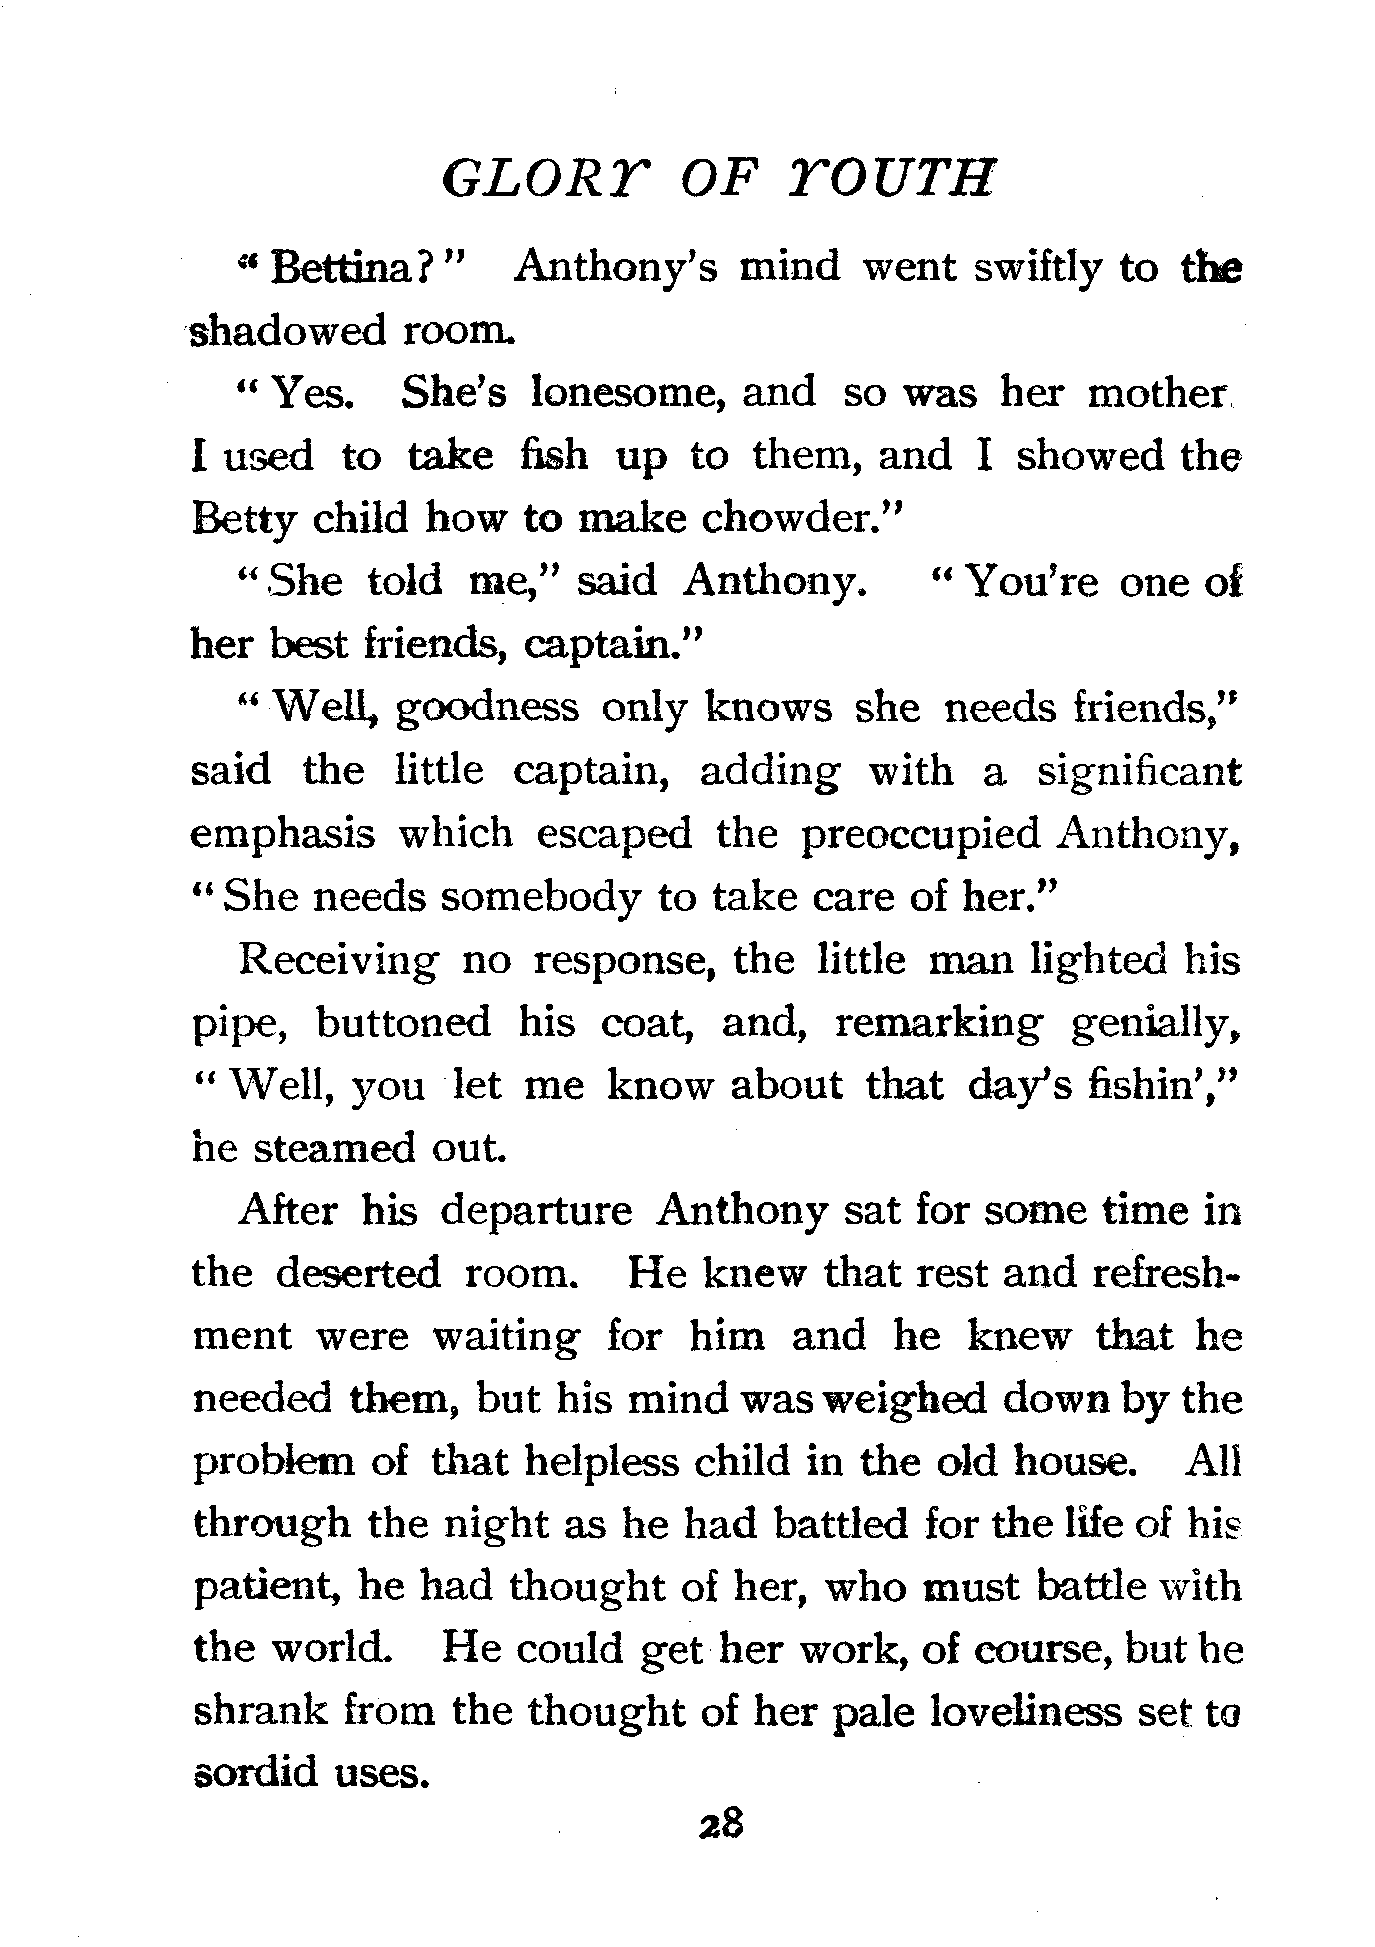 GLORY OF YOUTH
“ Bettina? ” Anthony's mind went swiftly to the
shadowed room.
“ Yes. She's lonesome, and so was her mother
I used to take fish up to them, and I showed the
Betty child how to make chowder.”
“ She told me,” said Anthony. “ You're one of
her best friends, captain.”
“ Well, goodness only knows she needs friends,”
said the little captain, adding with a significant
emphasis which escaped the preoccupied Anthony,
“ She needs somebody to take care of her.”
Receiving no response, the little man lighted his
pipe, buttoned his coat, and, remarking genially,
“ Well, you let me know about that day's fishin',”
he steamed out.
After his departure Anthony sat for some time in
the deserted room. He knew that rest and refresh-
ment were waiting for him and he knew that he
needed them, but his mind was weighed down by the
problem of that helpless child in the old house. All
through the night as he had battled for the life of his
patient, he had thought of her, who must battle with
the world. He could get her work, of course, but he
shrank from the thought of her pale loveliness set to
sordid uses.
28